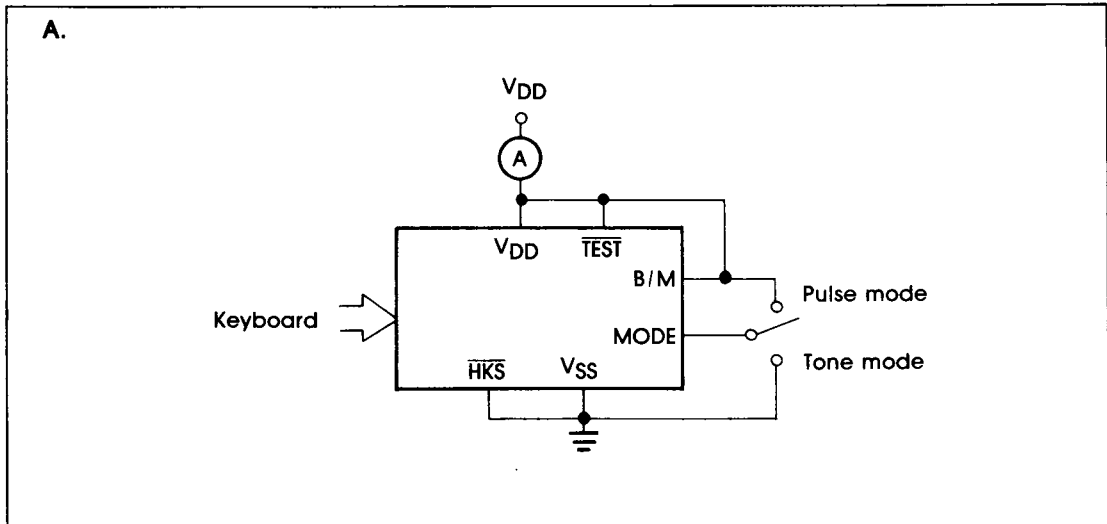 A.
VDD
A
VDD TEST
B/M
Pulse mode
Keyboard
MODE
Tone mode
HKS VSS